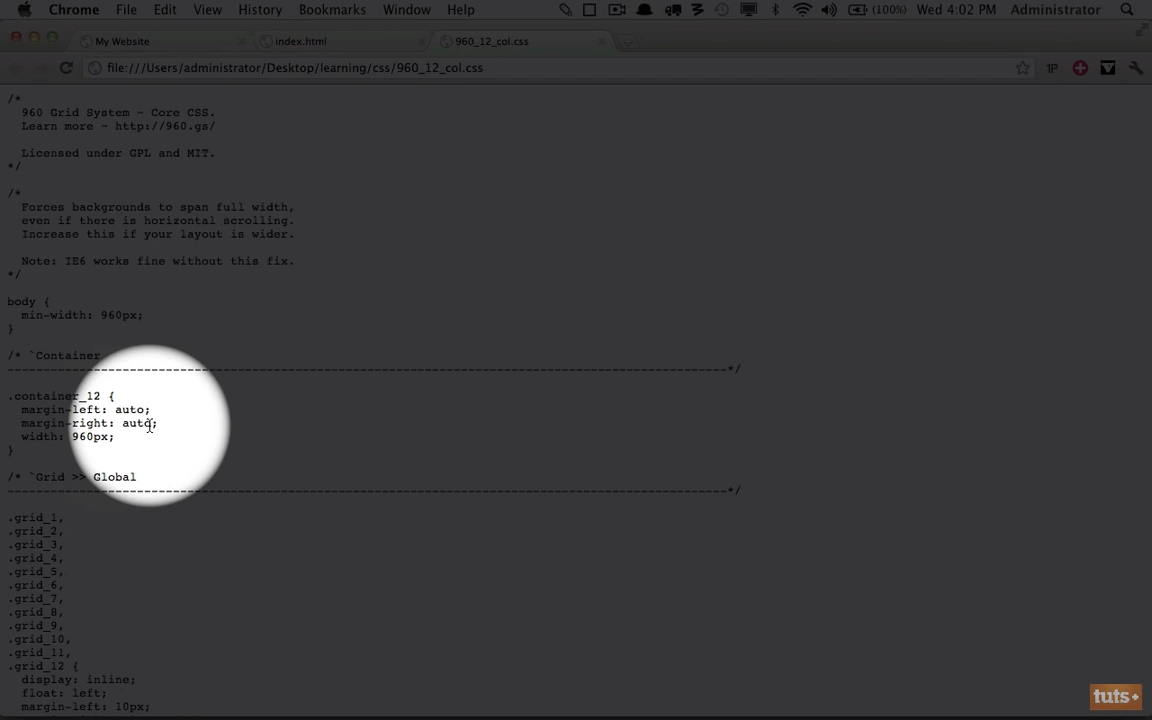 Chrome File Edit View History Bookmarks Window Help (100%) Wed 4:02 PM Administrator
My Website index.html 960_12_col.css
file:///Users/administrator/Desktop/learning/css/960_12_col.css 1P V
/*
960 Grid System ~ Core CSS.
Learn more ~ http://960.gs/
Licensed under GPL and MIT.
*/
/*
Forces backgrounds to span full width,
even if there is horizontal scrolling.
Increase this if your layout is wider.
Note: IE6 works fine without this fix.
*/
body {
min-width: 960px;
}
/* `Container
----------------------------------------------------------------------------------------------------*/
.container_12 {
margin-left: auto;
margin-right: auto;
width: 960px;
}
/* `Grid >> Global
----------------------------------------------------------------------------------------------------*/
.grid_1,
.grid_2,
.grid_3,
.grid_4,
.grid_5,
.grid_6,
.grid_7,
.grid_8,
.grid_9,
.grid_10,
.grid_11,
.grid_12 {
display: inline;
float: left;
margin-left: 10px;
tuts+